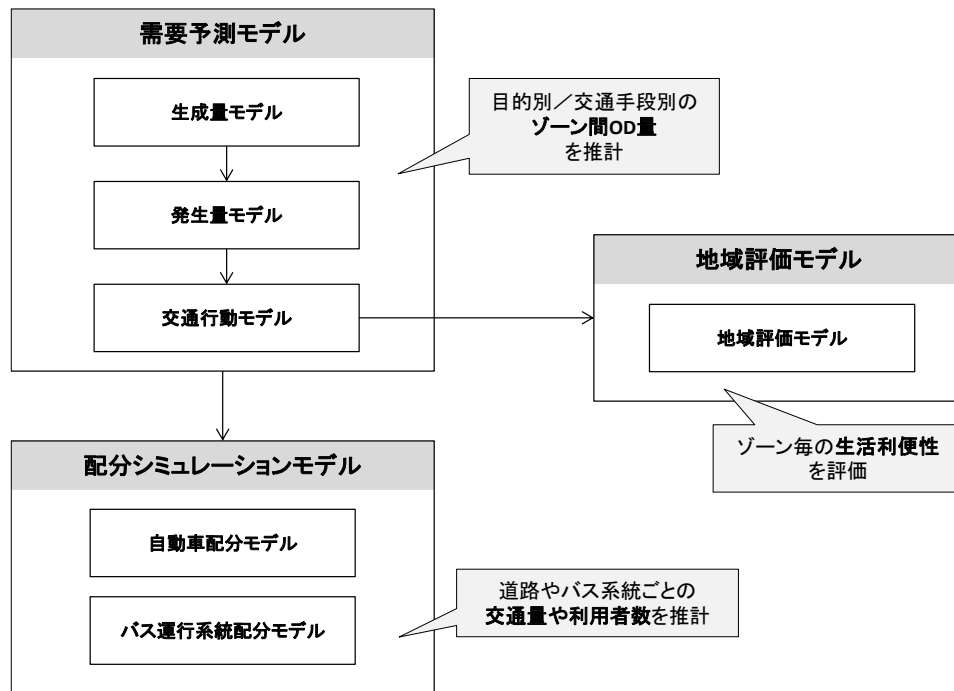 需要予測モデル
生成量モデル
発生量モデル
交通行動モデル
目的別／交通手段別の
ゾーン間OD量
を推計
地域評価モデル
地域評価モデル
ゾーン毎の生活利便性
を評価
配分シミュレーションモデル
自動車配分モデル
バス運行系統配分モデル
道路やバス系統ごとの
交通量や利用者数を推計